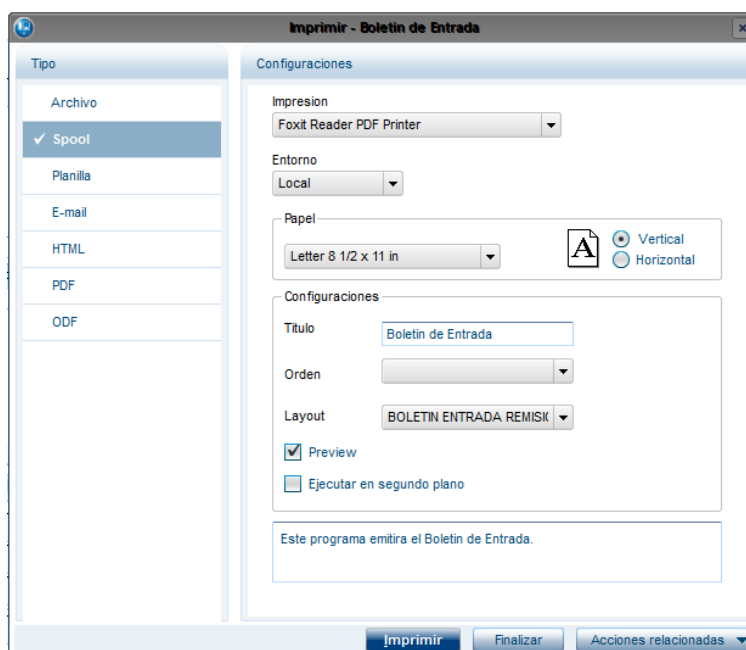 Imprimir - Boletin de Entrada
Tipo
Archivo
Spool
Planilla
E-mail
HTML
PDF
ODF
Configuraciones
Impresion
Foxit Reader PDF Printer
Entorno
Local
Papel
Letter 8 1/2 x 11 in
A
Vertical
Horizontal
Configuraciones
Titulo
Boletin de Entrada
Orden
Layout
BOLETIN ENTRADA REMISI
Preview
Ejecutar en segundo plano
Este programa emitira el Boletin de Entrada.
Imprimir
Finalizar
Acciones relacionadas